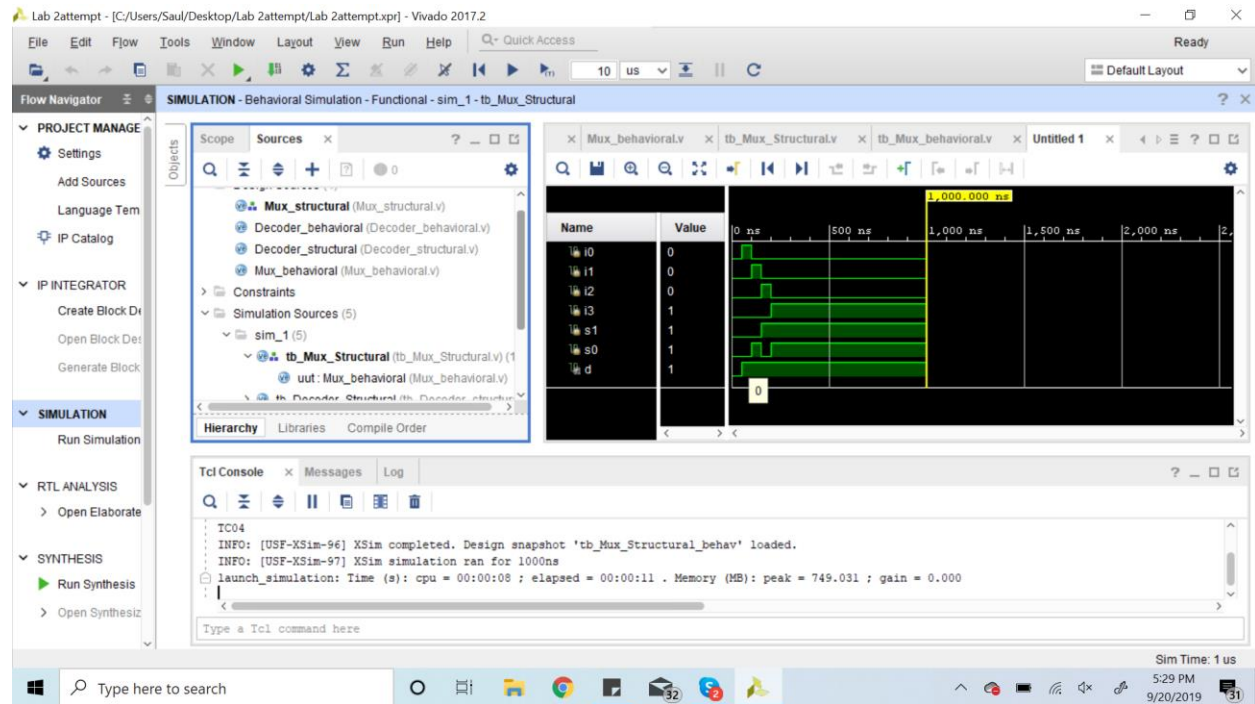 Lab 2attempt - [C:/Users/Saul/Desktop/Lab 2attempt/Lab 2attempt.xpr] - Vivado 2017.2
File Edit Flow Tools Window Layout View Run Help Quick Access Ready
10 us Default Layout
Flow Navigator SIMULATION - Behavioral Simulation - Functional - sim_1 - tb_Mux_Structural
PROJECT MANAGE
Settings
Add Sources
Language Tem
IP Catalog
IP INTEGRATOR
Create Block De
Open Block Des
Generate Block
SIMULATION
Run Simulation
RTL ANALYSIS
Open Elaborate
SYNTHESIS
Run Synthesis
Open Synthesiz
Objects
Scope Sources
0
Mux_structural (Mux_structural.v)
Decoder_behavioral (Decoder_behavioral.v)
Decoder_structural (Decoder_structural.v)
Mux_behavioral (Mux_behavioral.v)
Constraints
Simulation Sources (5)
sim_1 (5)
tb_Mux_Structural (tb_Mux_Structural.v) (1
uut : Mux_behavioral (Mux_behavioral.v)
Hierarchy Libraries Compile Order
Mux_behavioral.v tb_Mux_Structural.v tb_Mux_behavioral.v Untitled 1
1,000.000 ns
Name Value 0 ns 500 ns 1,000 ns 1,500 ns 2,000 ns 2,
i0 0
i1 0
i2 0
i3 1
s1 1
s0 1
d 1
0
Tcl Console Messages Log
TC04
INFO: [USF-XSim-96] XSim completed. Design snapshot 'tb_Mux_Structural_behav' loaded.
INFO: [USF-XSim-97] XSim simulation ran for 1000ns
launch_simulation: Time (s): cpu = 00:00:08 ; elapsed = 00:00:11 . Memory (MB): peak = 749.031 ; gain = 0.000
Type a Tcl command here
Sim Time: 1 us
Type here to search
32
2
5:29 PM
9/20/2019
31